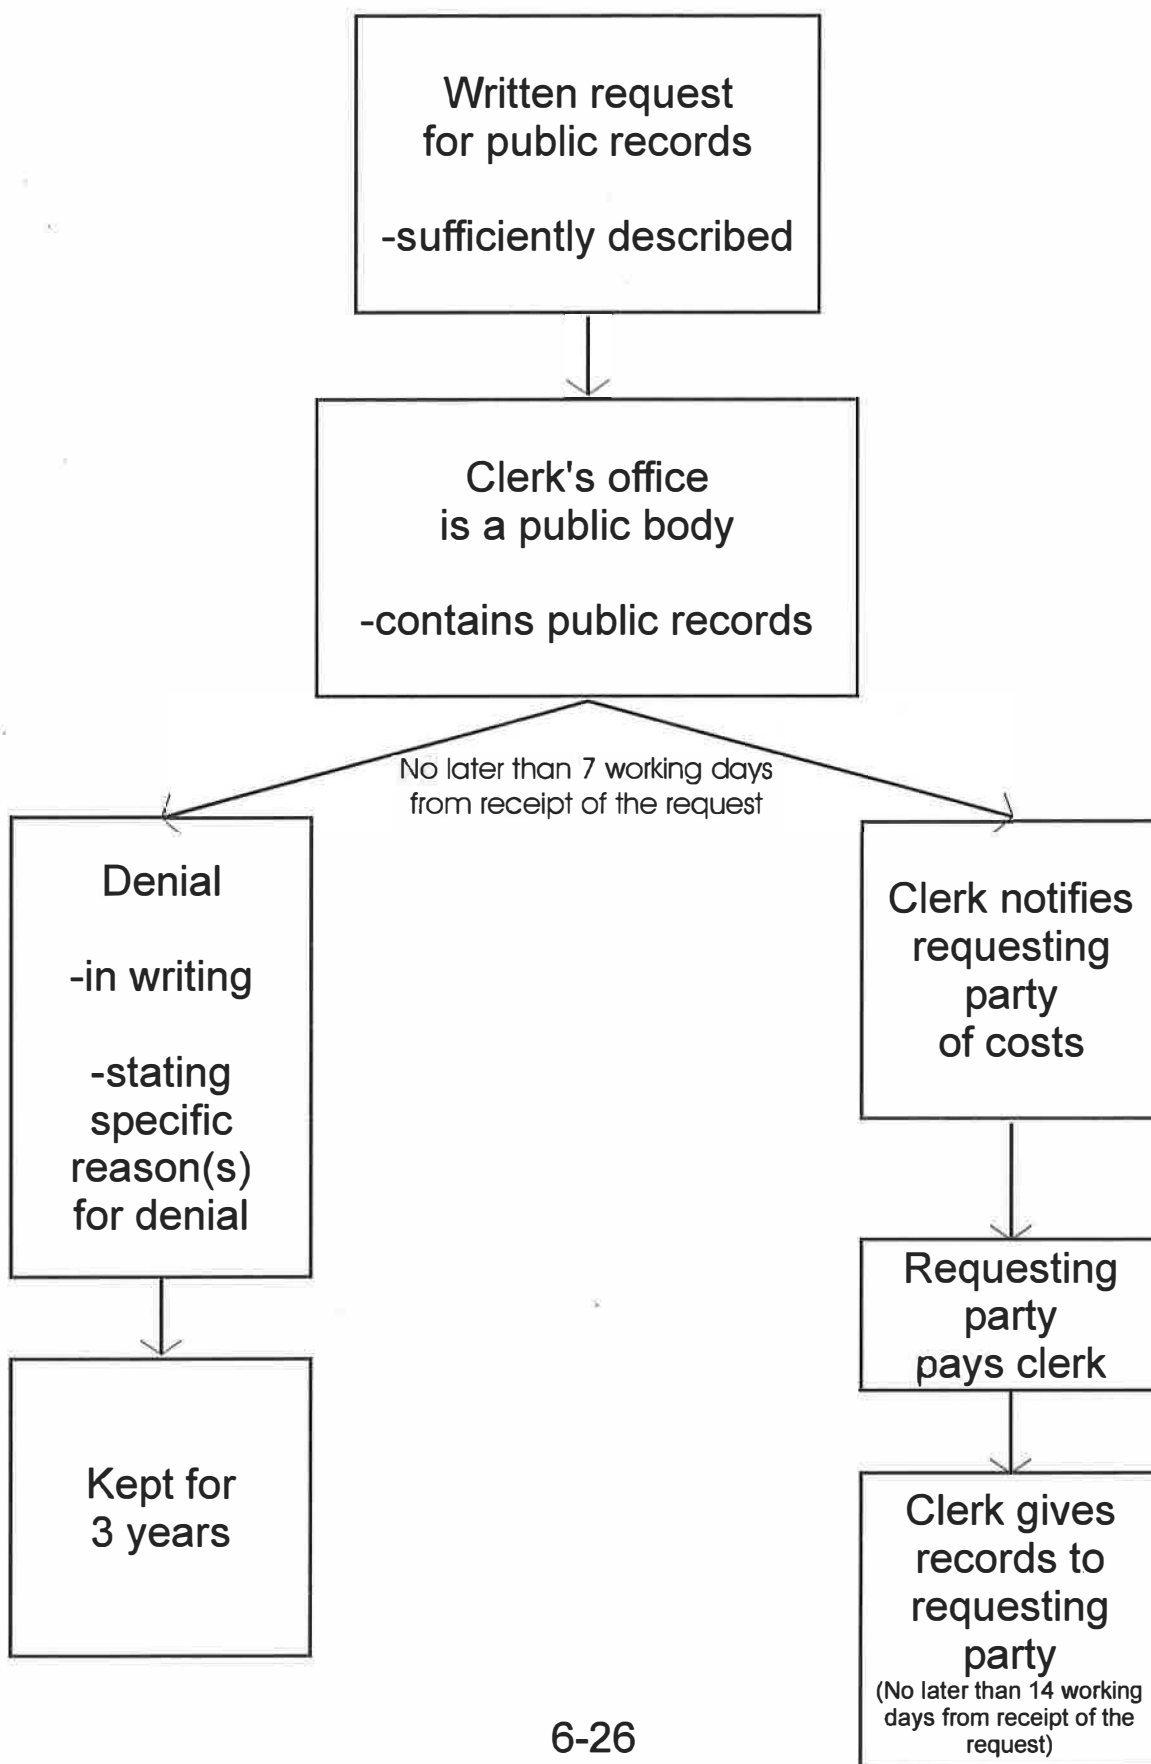 Written request
for public records
-sufficiently described
Clerk's office
is a public body
-contains public records
No later than 7 working days
from receipt of the request
Denial
-in writing
-stating
specific
reason(s)
for denial
Kept for
3 years
Clerk notifies
requesting
party
of costs
Requesting
party
pays clerk
Clerk gives
records to
requesting
party
(No later than 14 working
days from receipt of the
request)
6-26